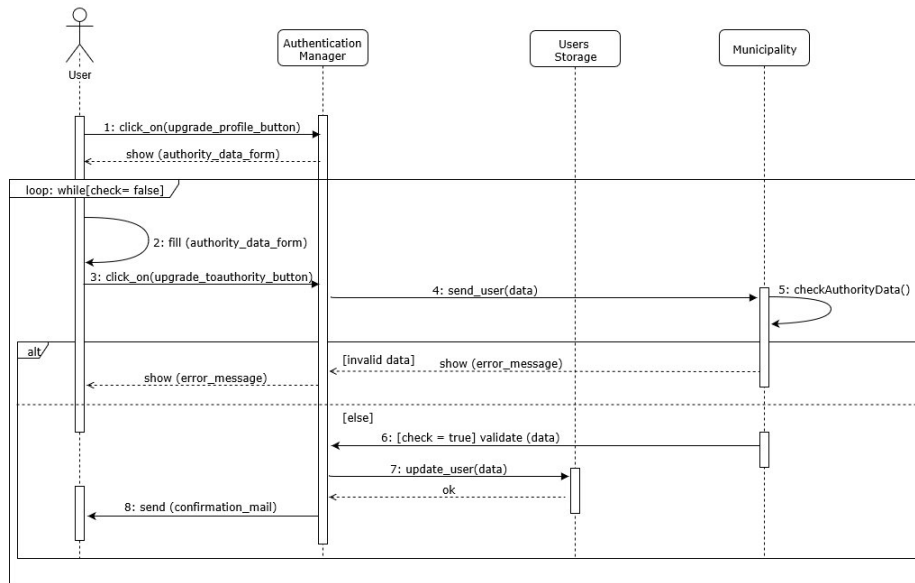 User
Authentication
Manager
Users
Storage
Municipality
1: click_on(upgrade_profile_button)
show (authority_data_form)
loop: while[check= false]
2: fill (authority_data_form)
3: click_on(upgrade_toauthority_button)
4: send_user(data)
5: checkAuthorityData()
alt
[invalid data]
show (error_message)
show (error_message)
[else]
6: [check = true] validate (data)
7: update_user(data)
ok
8: send (confirmation_mail)